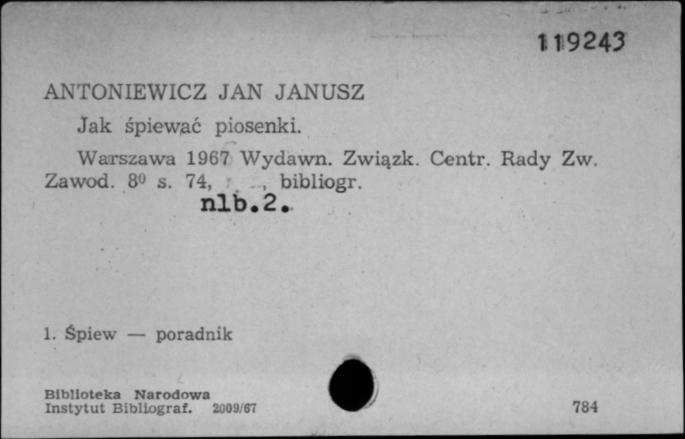 119243
ANTONIEWICZ JAN JANUSZ
Jak śpiewać piosenki.
Warszawa 1967 Wydawn. Związk. Centr. Rady Zw.
Zawod. 8⁰ s. 74, , bibliogr.
nlb.2.
1. Śpiew — poradnik
Biblioteka Narodowa
Instytut Bibliograf. 2009/67
784